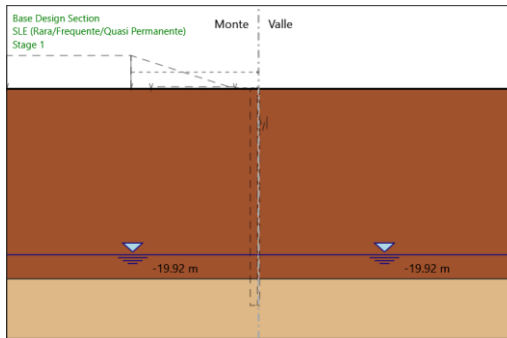 Base Design Section
SLE (Rara/Frequente/Quasi Permanente)
Stage 1
Monte
Valle
-19.92 m
-19.92 m